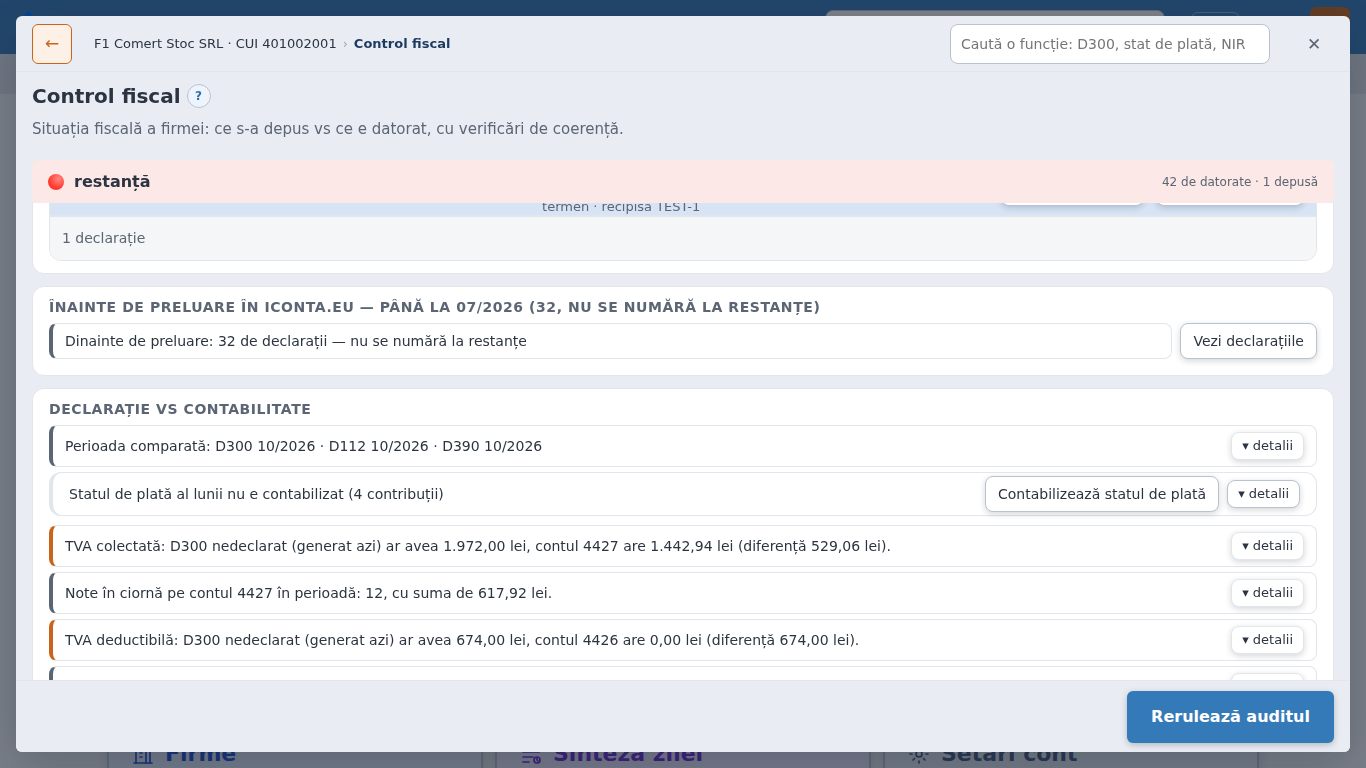 ←
F1 Comert Stoc SRL · CUI 401002001 › Control fiscal
Caută o funcție: D300, stat de plată, NIR
✕
Control fiscal ?
Situația fiscală a firmei: ce s-a depus vs ce e datorat, cu verificări de coerență.
restanță
42 de datorate · 1 depusă
termen · recipisa TEST-1
1 declarație
ÎNAINTE DE PRELUARE ÎN ICONTA.EU — PÂNĂ LA 07/2026 (32, NU SE NUMĂRĂ LA RESTANȚE)
Dinainte de preluare: 32 de declarații — nu se numără la restanțe
Vezi declarațiile
DECLARAȚIE VS CONTABILITATE
Perioada comparată: D300 10/2026 · D112 10/2026 · D390 10/2026
▾ detalii
Statul de plată al lunii nu e contabilizat (4 contribuții)
Contabilizează statul de plată
▾ detalii
TVA colectată: D300 nedeclarat (generat azi) ar avea 1.972,00 lei, contul 4427 are 1.442,94 lei (diferență 529,06 lei).
▾ detalii
Note în ciornă pe contul 4427 în perioadă: 12, cu suma de 617,92 lei.
▾ detalii
TVA deductibilă: D300 nedeclarat (generat azi) ar avea 674,00 lei, contul 4426 are 0,00 lei (diferență 674,00 lei).
▾ detalii
Rerulează auditul
Firme
Sinteza zilei
Setări cont